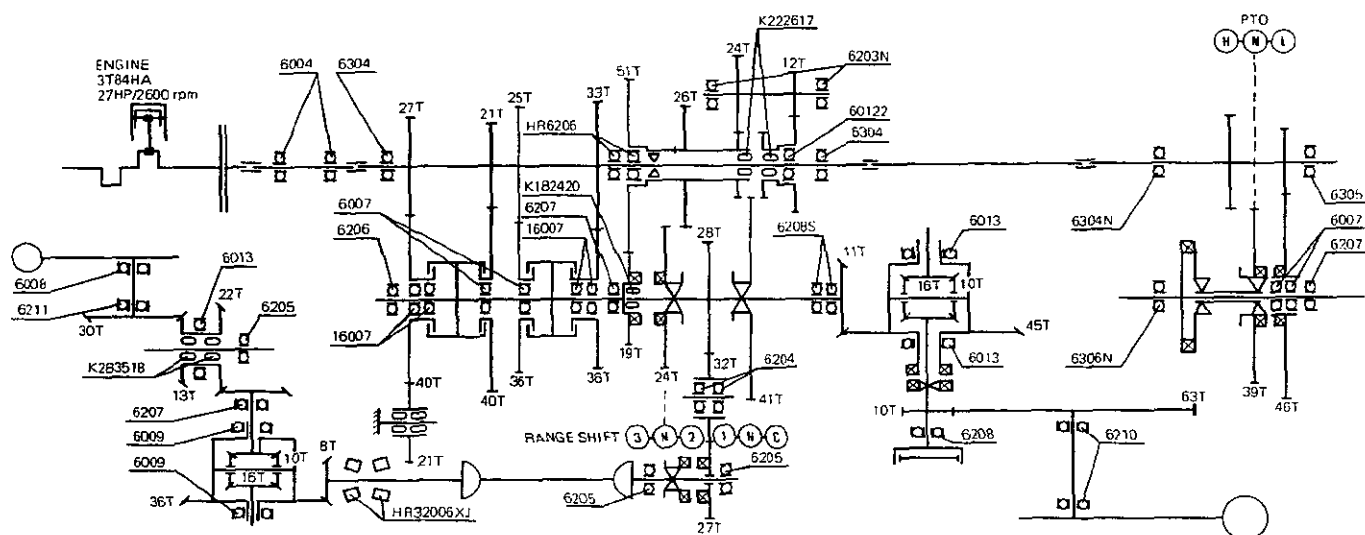 ENGINE
3T84HA
27HP/2600 rpm
6004
6304
27T
21T
25T
33T
HR6206
51T
26T
24T
K222617
6203N
12T
60122
6304
PTO
H N L
6304N
6305
6007
6207
K182420
6207
16007
6007
6206
28T
6208S
11T
6013
16T
10T
45T
6013
6008
6211
30T
6013
22T
6205
K283518
13T
16007
40T
40T
36T
36T
19T
24T
32T
6204
41T
6306N
39T
46T
10T
63T
6208
6210
6207
6009
6009
10T
16T
36T
8T
21T
HR32006XJ
RANGE SHIFT 3 N 2 1 N C
6205
6205
27T